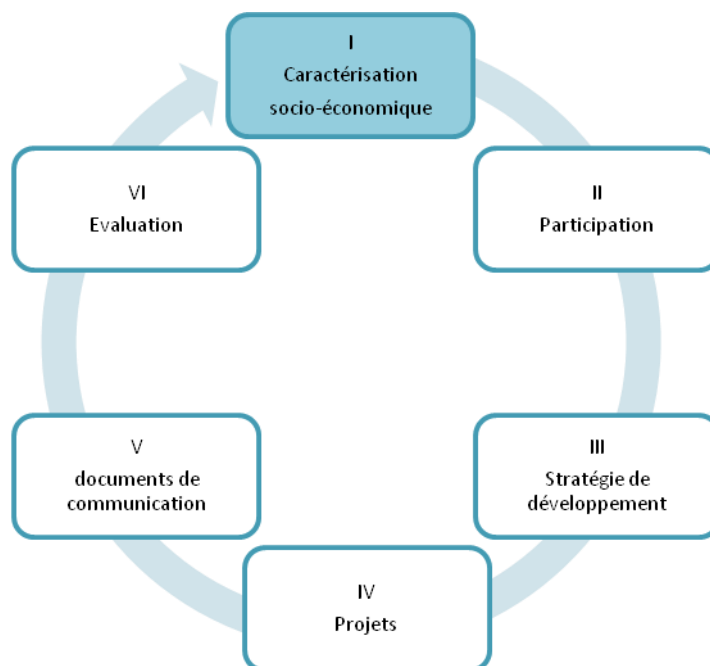 I
Caractérisation
socio-économique
II
Participation
III
Stratégie de
développement
IV
Projets
V
documents de
communication
VI
Evaluation